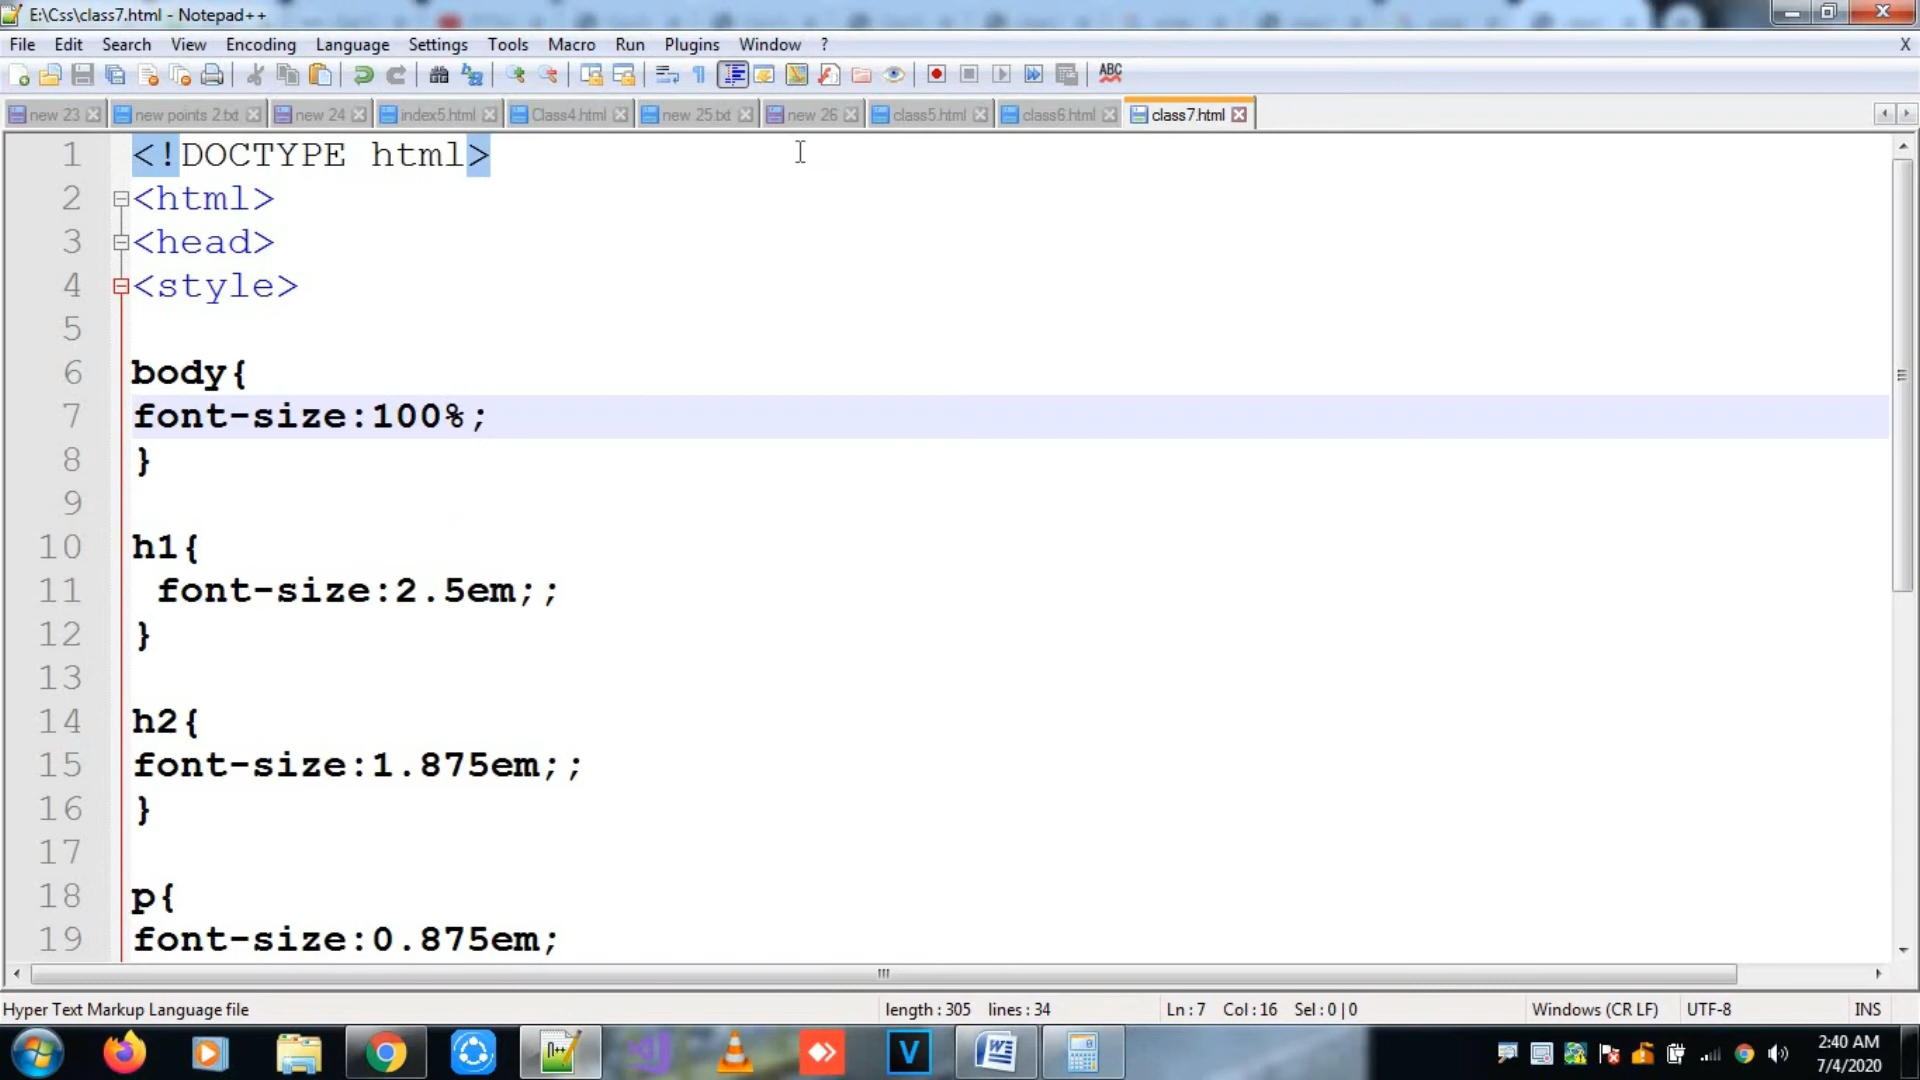 E:\Css\class7.html - Notepad++
File Edit Search View Encoding Language Settings Tools Macro Run Plugins Window ? X
ABC
new 23 new points 2.txt new 24 index5.html Class4.html new 25.txt new 26 class5.html class6.html class7.html
1 <!DOCTYPE html>
2 <html>
3 <head>
4 <style>
5
6 body{
7 font-size:100%;
8 }
9
10 h1{
11 font-size:2.5em;;
12 }
13
14 h2{
15 font-size:1.875em;;
16 }
17
18 p{
19 font-size:0.875em;
Hyper Text Markup Language file length : 305 lines : 34 Ln : 7 Col : 16 Sel : 0 | 0 Windows (CR LF) UTF-8 INS
n++ V W
2:40 AM
7/4/2020